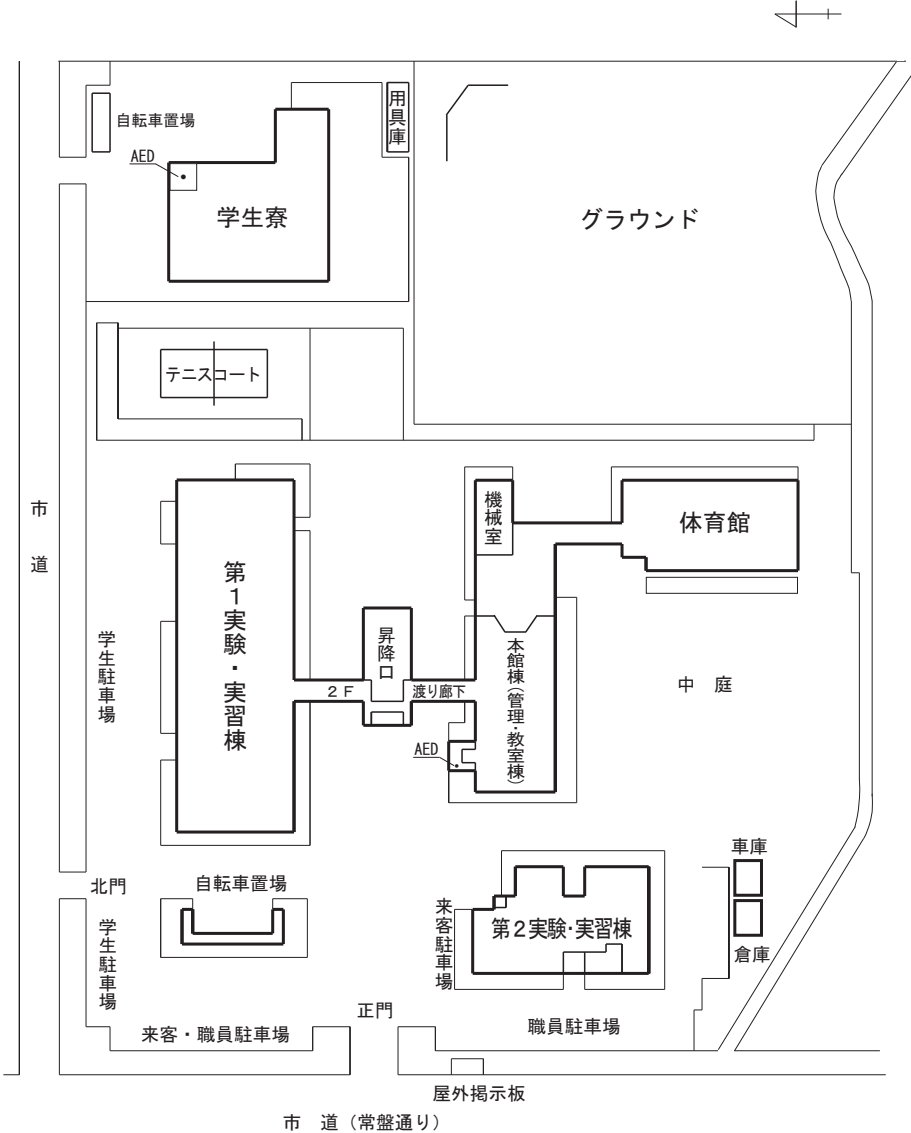 用具庫
自転車置場
AED
学生寮
グラウンド
テニスコート
市道
機械室
体育館
第1実験・実習棟
昇降口
学生駐車場
2F
渡り廊下
本館棟(管理・教室棟)
中庭
AED
車庫
北門
自転車置場
来客駐車場
第2実験・実習棟
倉庫
学生駐車場
正門
来客・職員駐車場
職員駐車場
屋外掲示板
市 道(常盤通り)